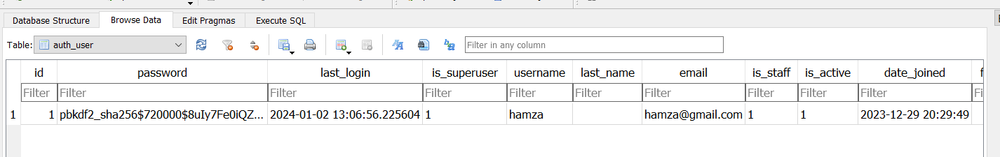 Database Structure Browse Data Edit Pragmas Execute SQL
Table: auth_user Filter in any column
id password last_login is_superuser username last_name email is_staff is_active date_joined
Filter Filter Filter Filter Filter Filter Filter Filter Filter Filter
1 1 pbkdf2_sha256$720000$8uIy7Fe0iQZ... 2024-01-02 13:06:56.225604 1 hamza hamza@gmail.com 1 1 2023-12-29 20:29:49